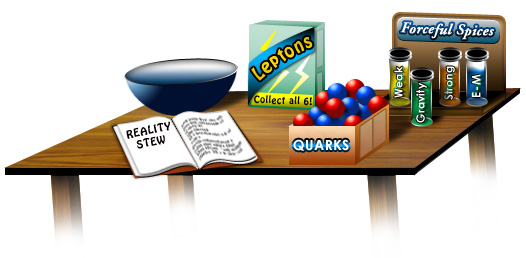 Forceful Spices
Leptons
Collect all 6!
Weak
Gravity
Strong
E-M
REALITY
STEW
QUARKS